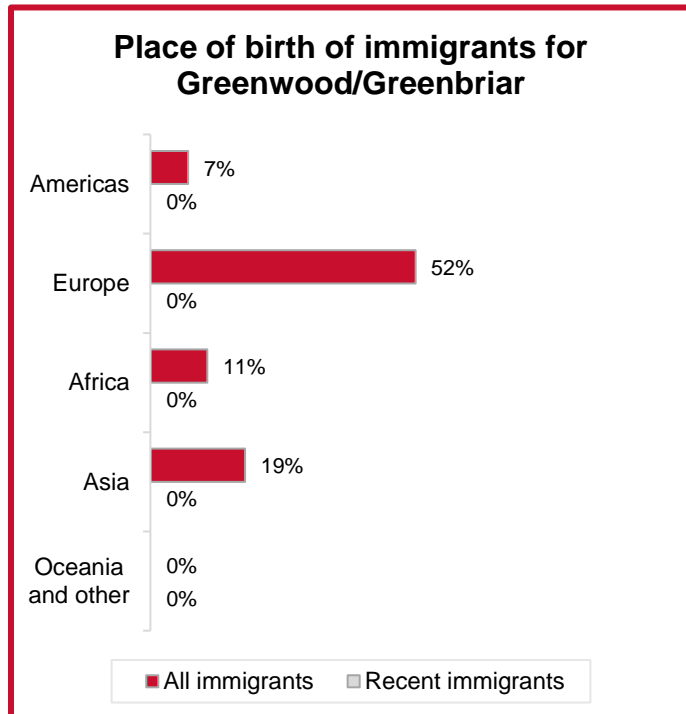 Place of birth of immigrants for
Greenwood/Greenbriar
Americas
7%
0%
Europe
52%
0%
Africa
11%
0%
Asia
19%
0%
Oceania
and other
0%
0%
All immigrants
Recent immigrants